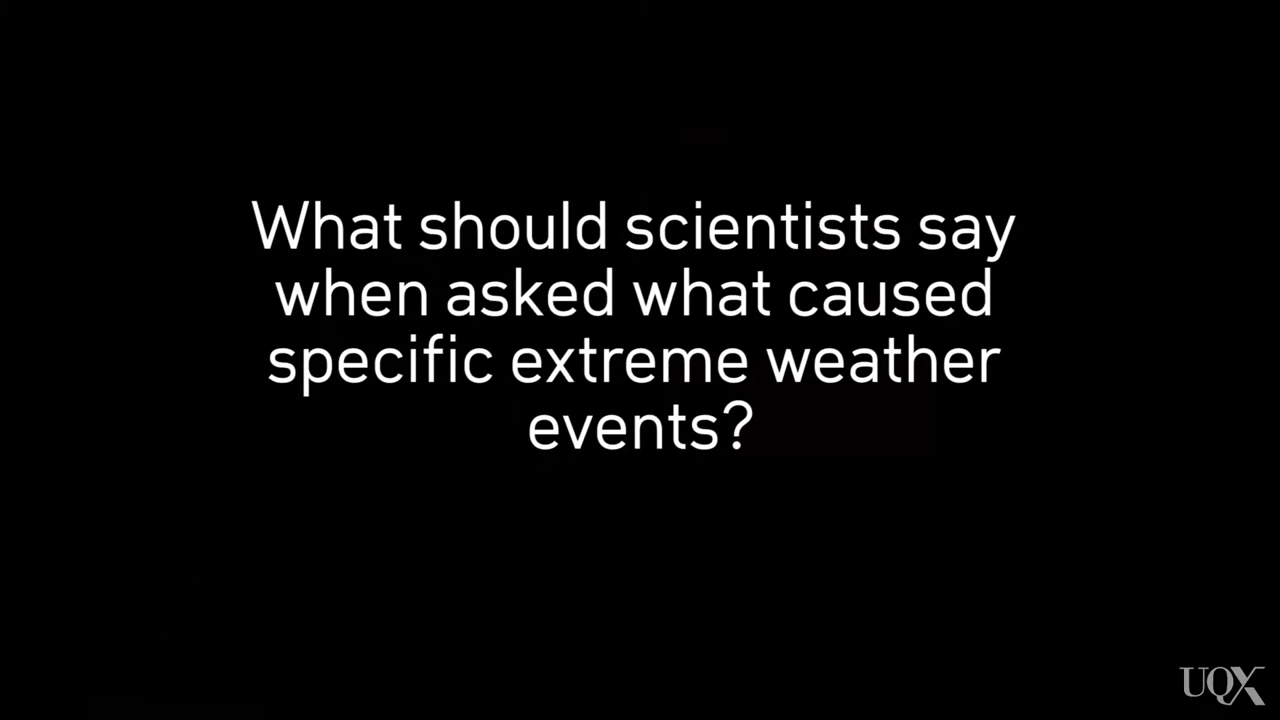 What should scientists say
when asked what caused
specific extreme weather
events?
UQX